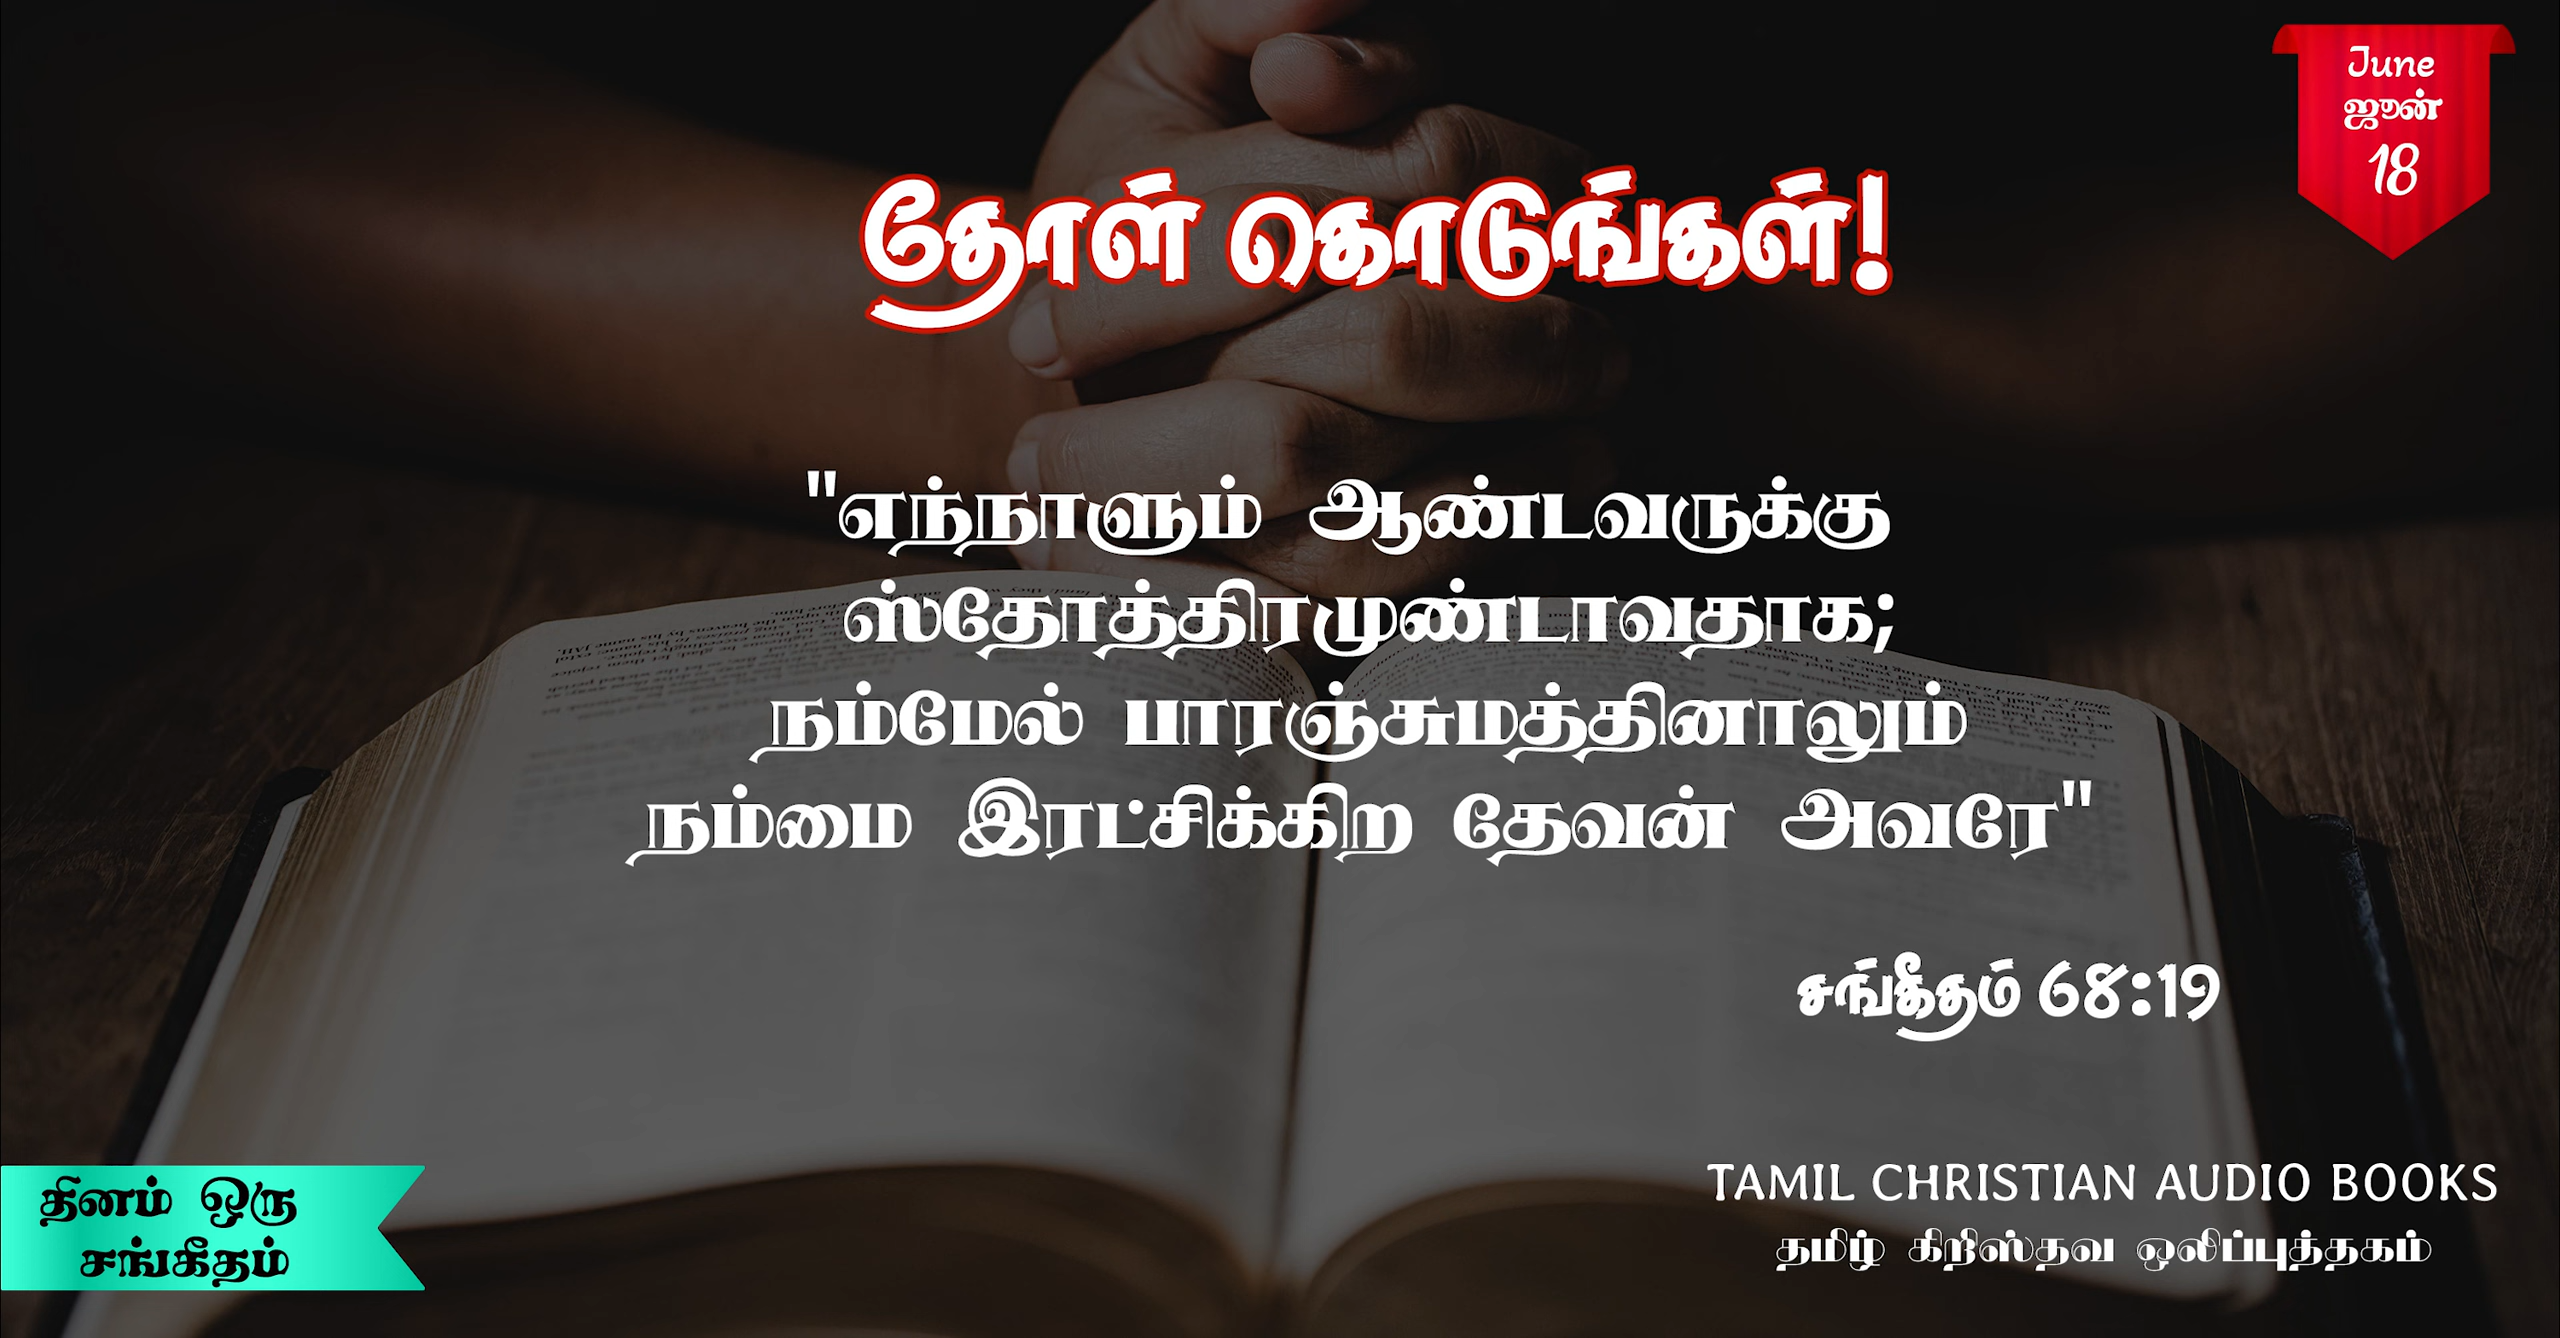 June
ஜூன்
18
தோள் கொடுங்கள்!
"எந்நாளும் ஆண்டவருக்கு
ஸ்தோத்திரமுண்டாவதாக;
நம்மேல் பாரஞ்சுமத்தினாலும்
நம்மை இரட்சிக்கிற தேவன் அவரே"
சங்கீதம் 68:19
தினம் ஒரு
சங்கீதம்
TAMIL CHRISTIAN AUDIO BOOKS
தமிழ் கிறிஸ்தவ ஒலிப்புத்தகம்